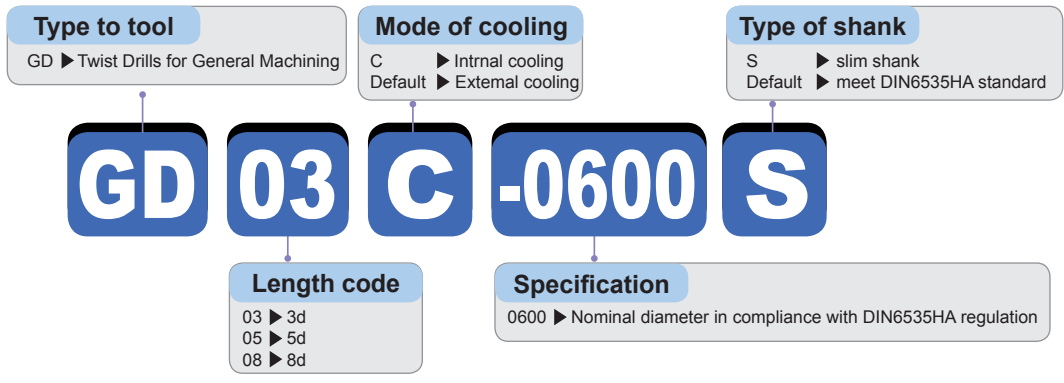 Type to tool
GD ▶ Twist Drills for General Machining
Mode of cooling
C ▶ Intrnal cooling
Default ▶ Extemal cooling
Type of shank
S ▶ slim shank
Default ▶ meet DIN6535HA standard
GD 03 C -0600 S
Length code
03 ▶ 3d
05 ▶ 5d
08 ▶ 8d
Specification
0600 ▶ Nominal diameter in compliance with DIN6535HA regulation